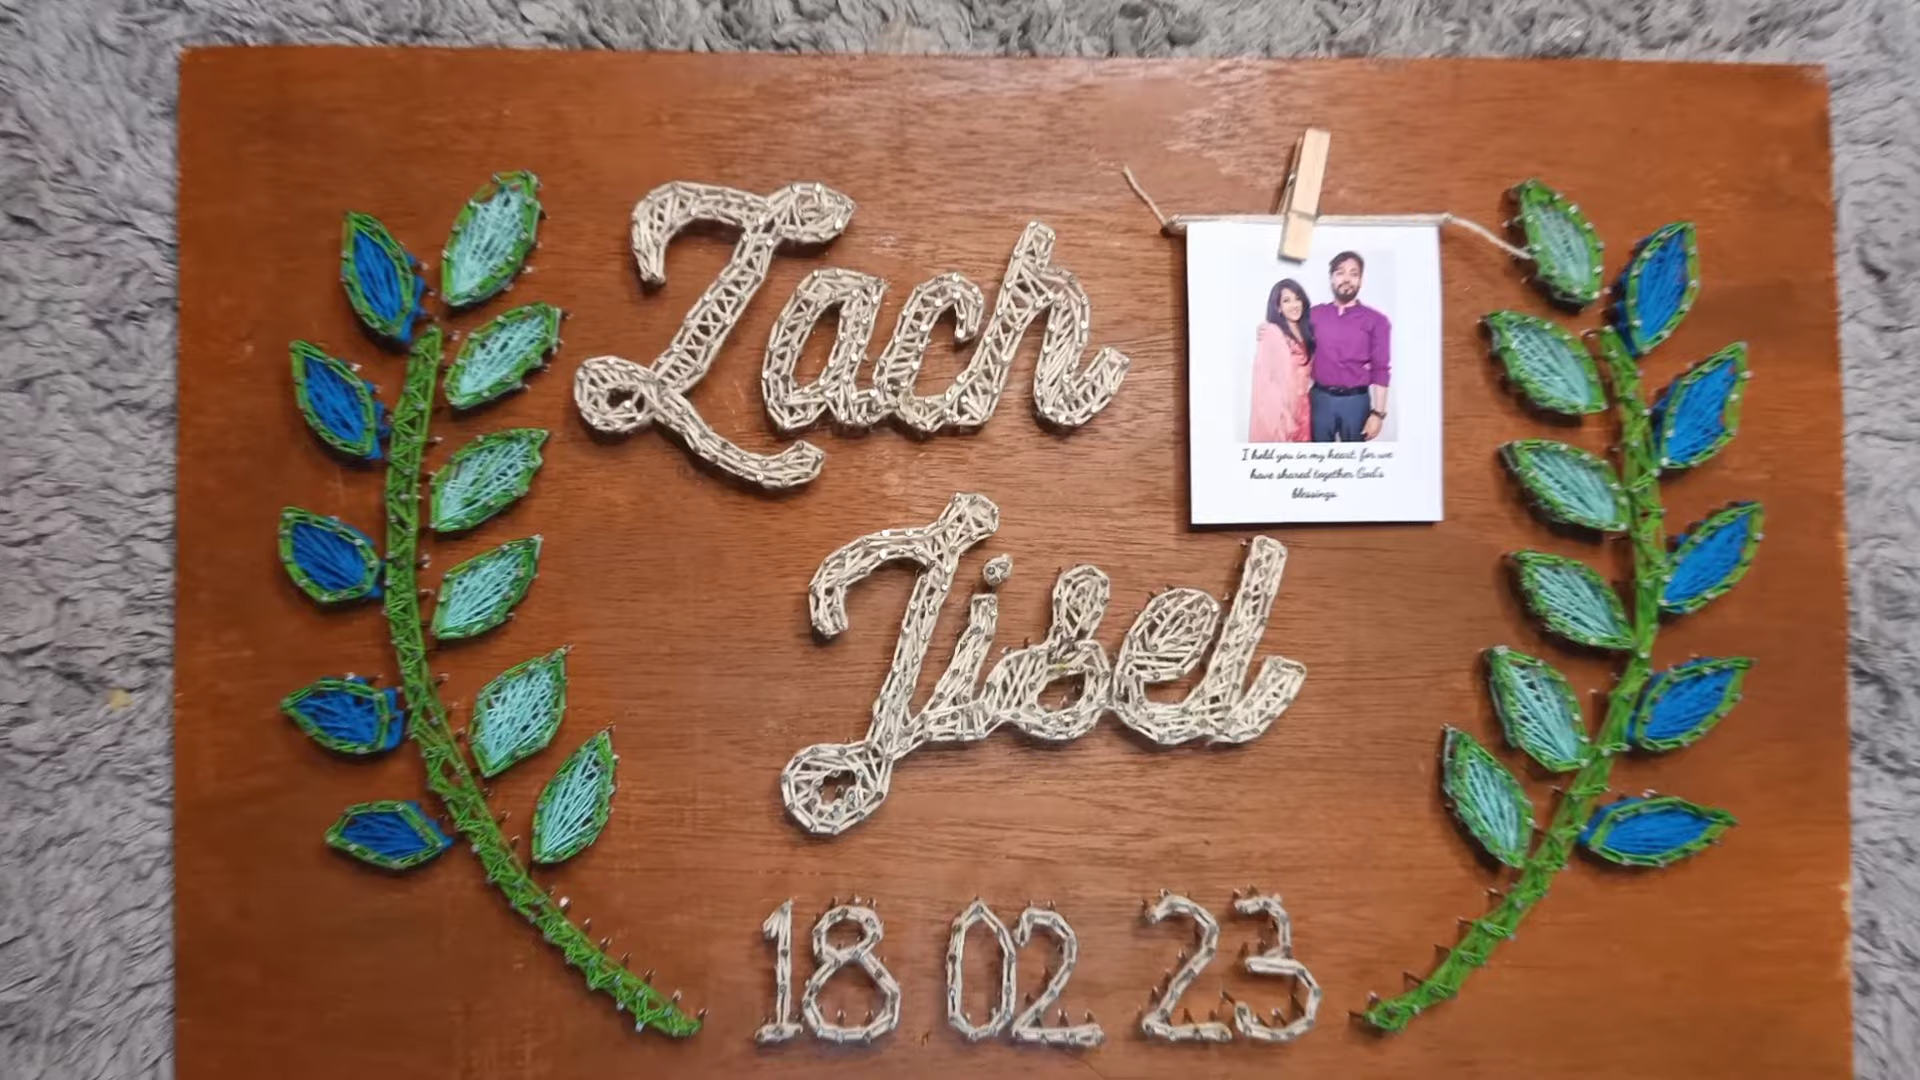 Zach
I hold you in my heart, for we
have shared together God's
blessings.
Jisel
18 02 23